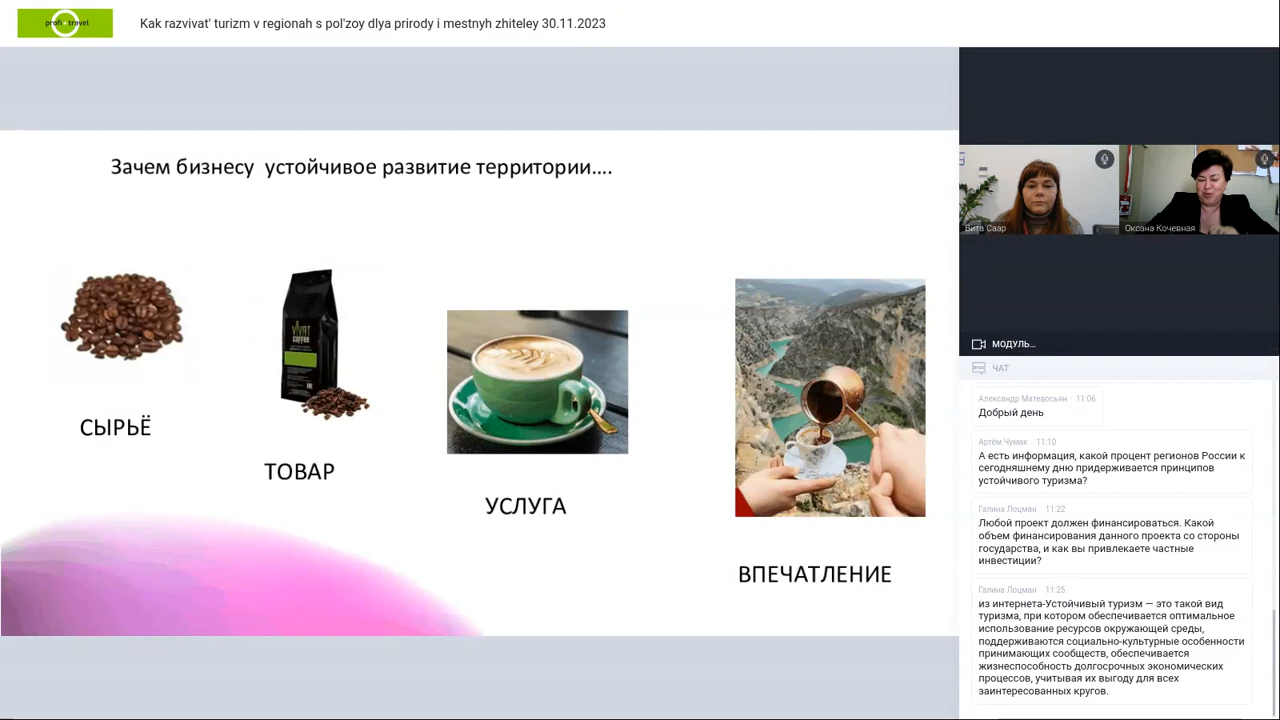 profi travel
Kak razvivat' turizm v regionah s pol'zoy dlya prirody i mestnyh zhiteley 30.11.2023
Зачем бизнесу устойчивое развитие территории....
VIVAT
COFFEE
СЫРЬЁ
ТОВАР
УСЛУГА
ВПЕЧАТЛЕНИЕ
Вита Саар
Оксана Кочевная
МОДУЛЬ...
ЧАТ
Александр Матевосьян 11:06
Добрый день
Артём Чумак 11:10
А есть информация, какой процент регионов России к
сегодняшнему дню придерживается принципов
устойчивого туризма?
Галина Лоцман 11:22
Любой проект должен финансироваться. Какой
объем финансирования данного проекта со стороны
государства, и как вы привлекаете частные
инвестиции?
Галина Лоцман 11:25
из интернета-Устойчивый туризм — это такой вид
туризма, при котором обеспечивается оптимальное
использование ресурсов окружающей среды,
поддерживаются социально-культурные особенности
принимающих сообществ, обеспечивается
жизнеспособность долгосрочных экономических
процессов, учитывая их выгоду для всех
заинтересованных кругов.